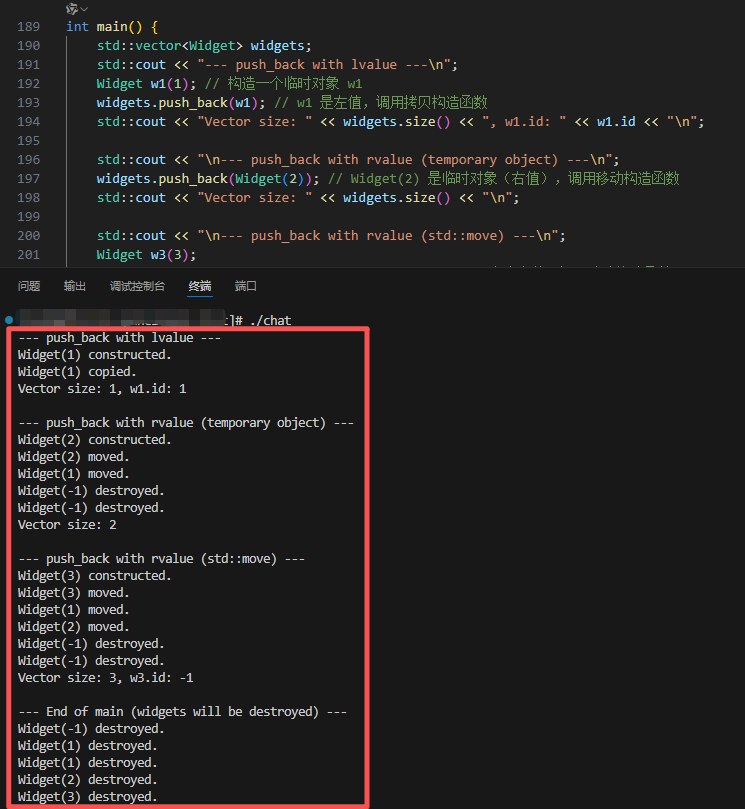 189 int main() {
190 std::vector<Widget> widgets;
191 std::cout << "--- push_back with lvalue ---\n";
192 Widget w1(1); // 构造一个临时对象 w1
193 widgets.push_back(w1); // w1 是左值，调用拷贝构造函数
194 std::cout << "Vector size: " << widgets.size() << ", w1.id: " << w1.id << "\n";
195
196 std::cout << "\n--- push_back with rvalue (temporary object) ---\n";
197 widgets.push_back(Widget(2)); // Widget(2) 是临时对象（右值），调用移动构造函数
198 std::cout << "Vector size: " << widgets.size() << "\n";
199
200 std::cout << "\n--- push_back with rvalue (std::move) ---\n";
201 Widget w3(3);
问题 输出 调试控制台 终端 端口
]# ./chat
--- push_back with lvalue ---
Widget(1) constructed.
Widget(1) copied.
Vector size: 1, w1.id: 1
--- push_back with rvalue (temporary object) ---
Widget(2) constructed.
Widget(2) moved.
Widget(1) moved.
Widget(-1) destroyed.
Widget(-1) destroyed.
Vector size: 2
--- push_back with rvalue (std::move) ---
Widget(3) constructed.
Widget(3) moved.
Widget(1) moved.
Widget(2) moved.
Widget(-1) destroyed.
Widget(-1) destroyed.
Vector size: 3, w3.id: -1
--- End of main (widgets will be destroyed) ---
Widget(-1) destroyed.
Widget(1) destroyed.
Widget(1) destroyed.
Widget(2) destroyed.
Widget(3) destroyed.